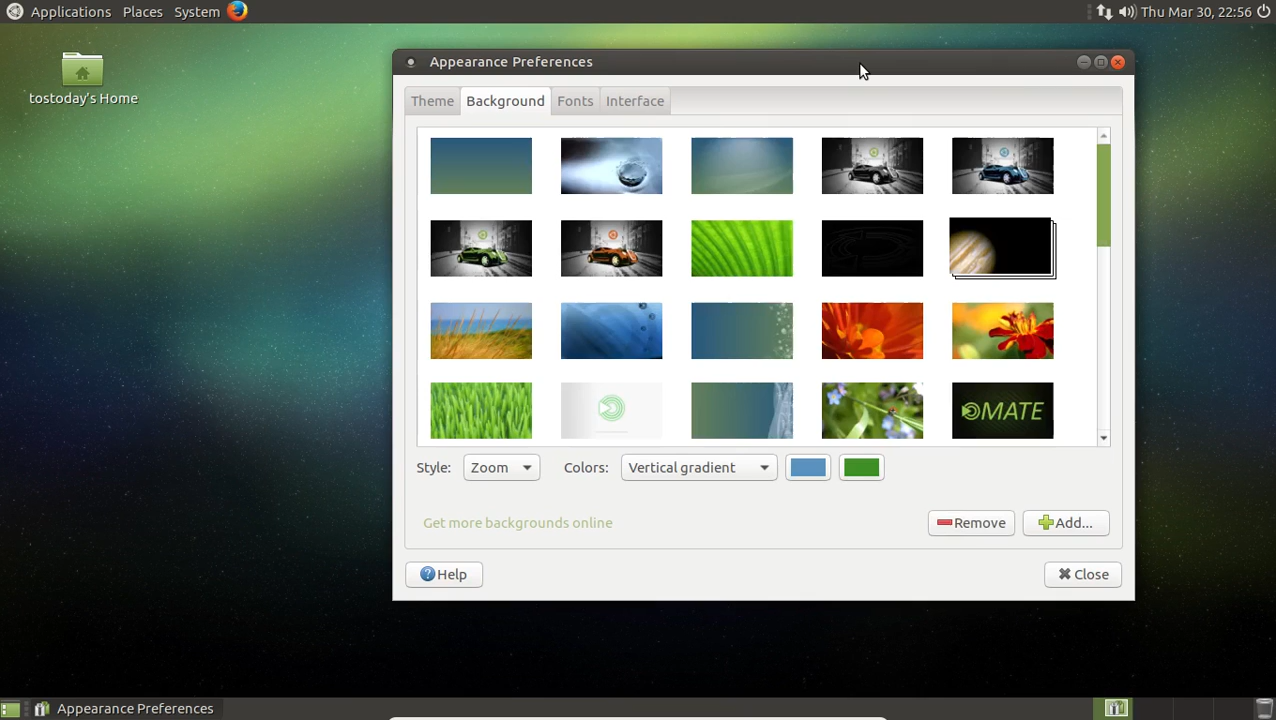 Applications Places System Thu Mar 30, 22:56
tostoday's Home
Appearance Preferences
Theme Background Fonts Interface
MATE
Style: Zoom Colors: Vertical gradient
Get more backgrounds online Remove Add...
Help Close
Appearance Preferences